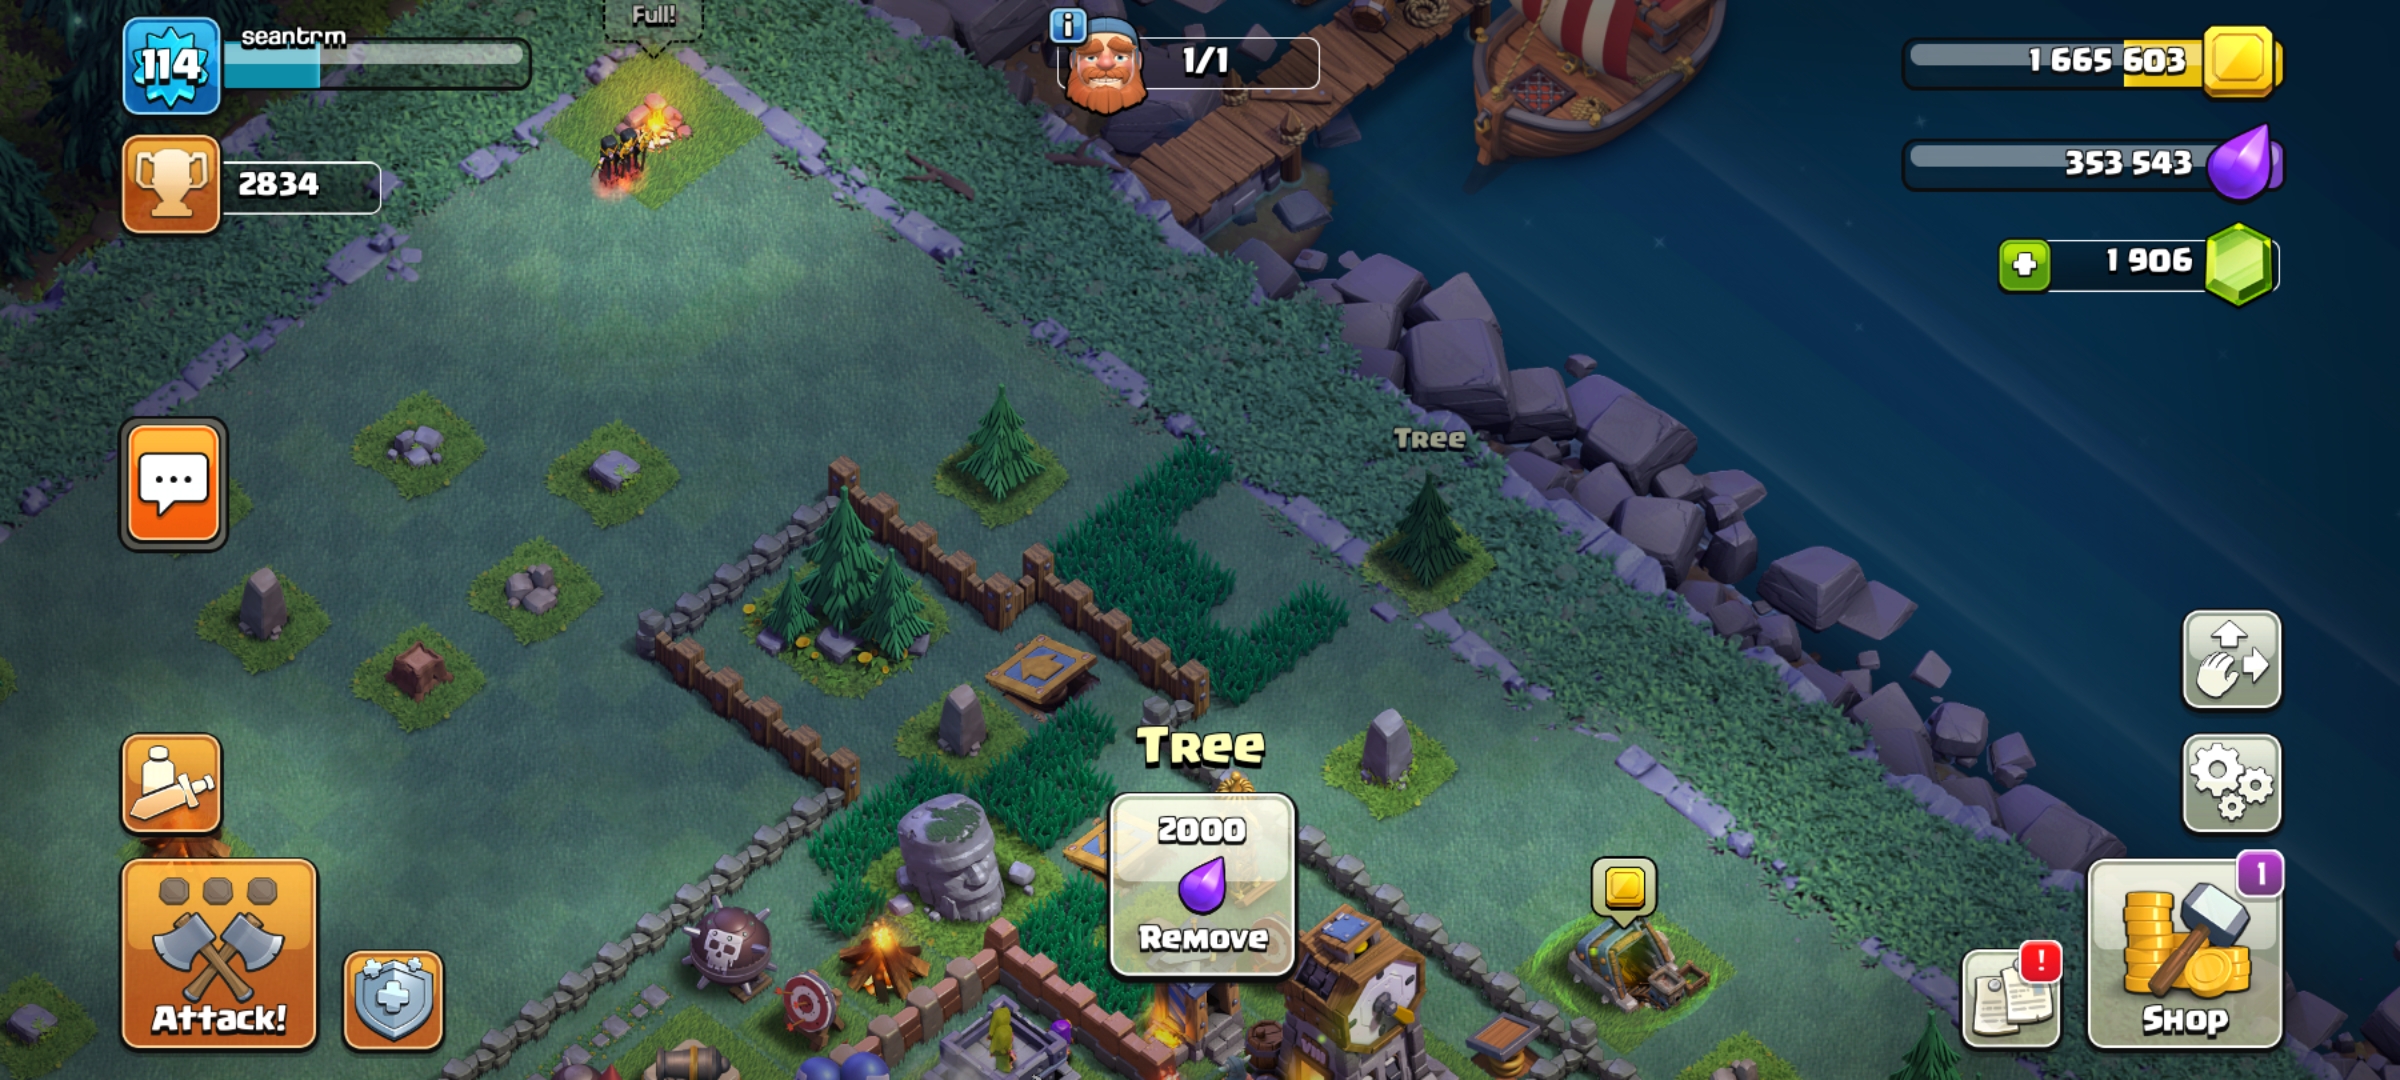 Full!
114
seantrm
1/1
1 665 603
2834
353 543
1 906
Tree
Tree
2000
Remove
1
Attack!
!
Shop